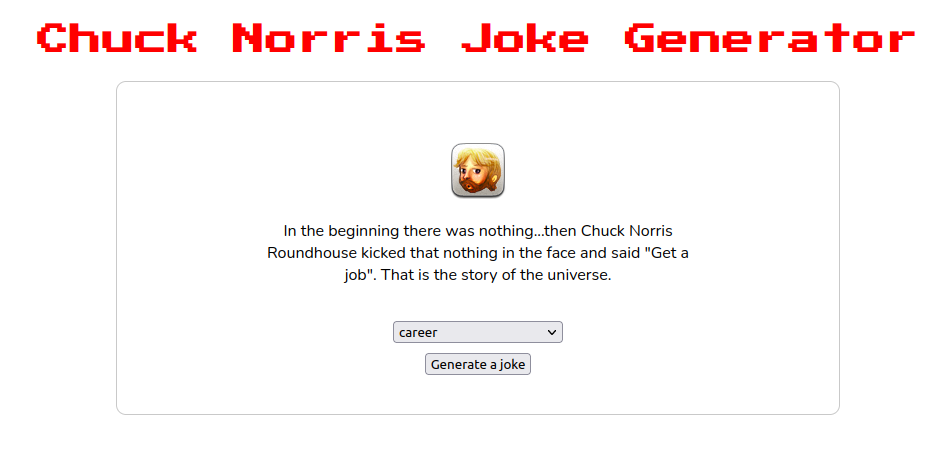 Chuck Norris Joke Generator
In the beginning there was nothing...then Chuck Norris
Roundhouse kicked that nothing in the face and said "Get a
job". That is the story of the universe.
career
Generate a joke